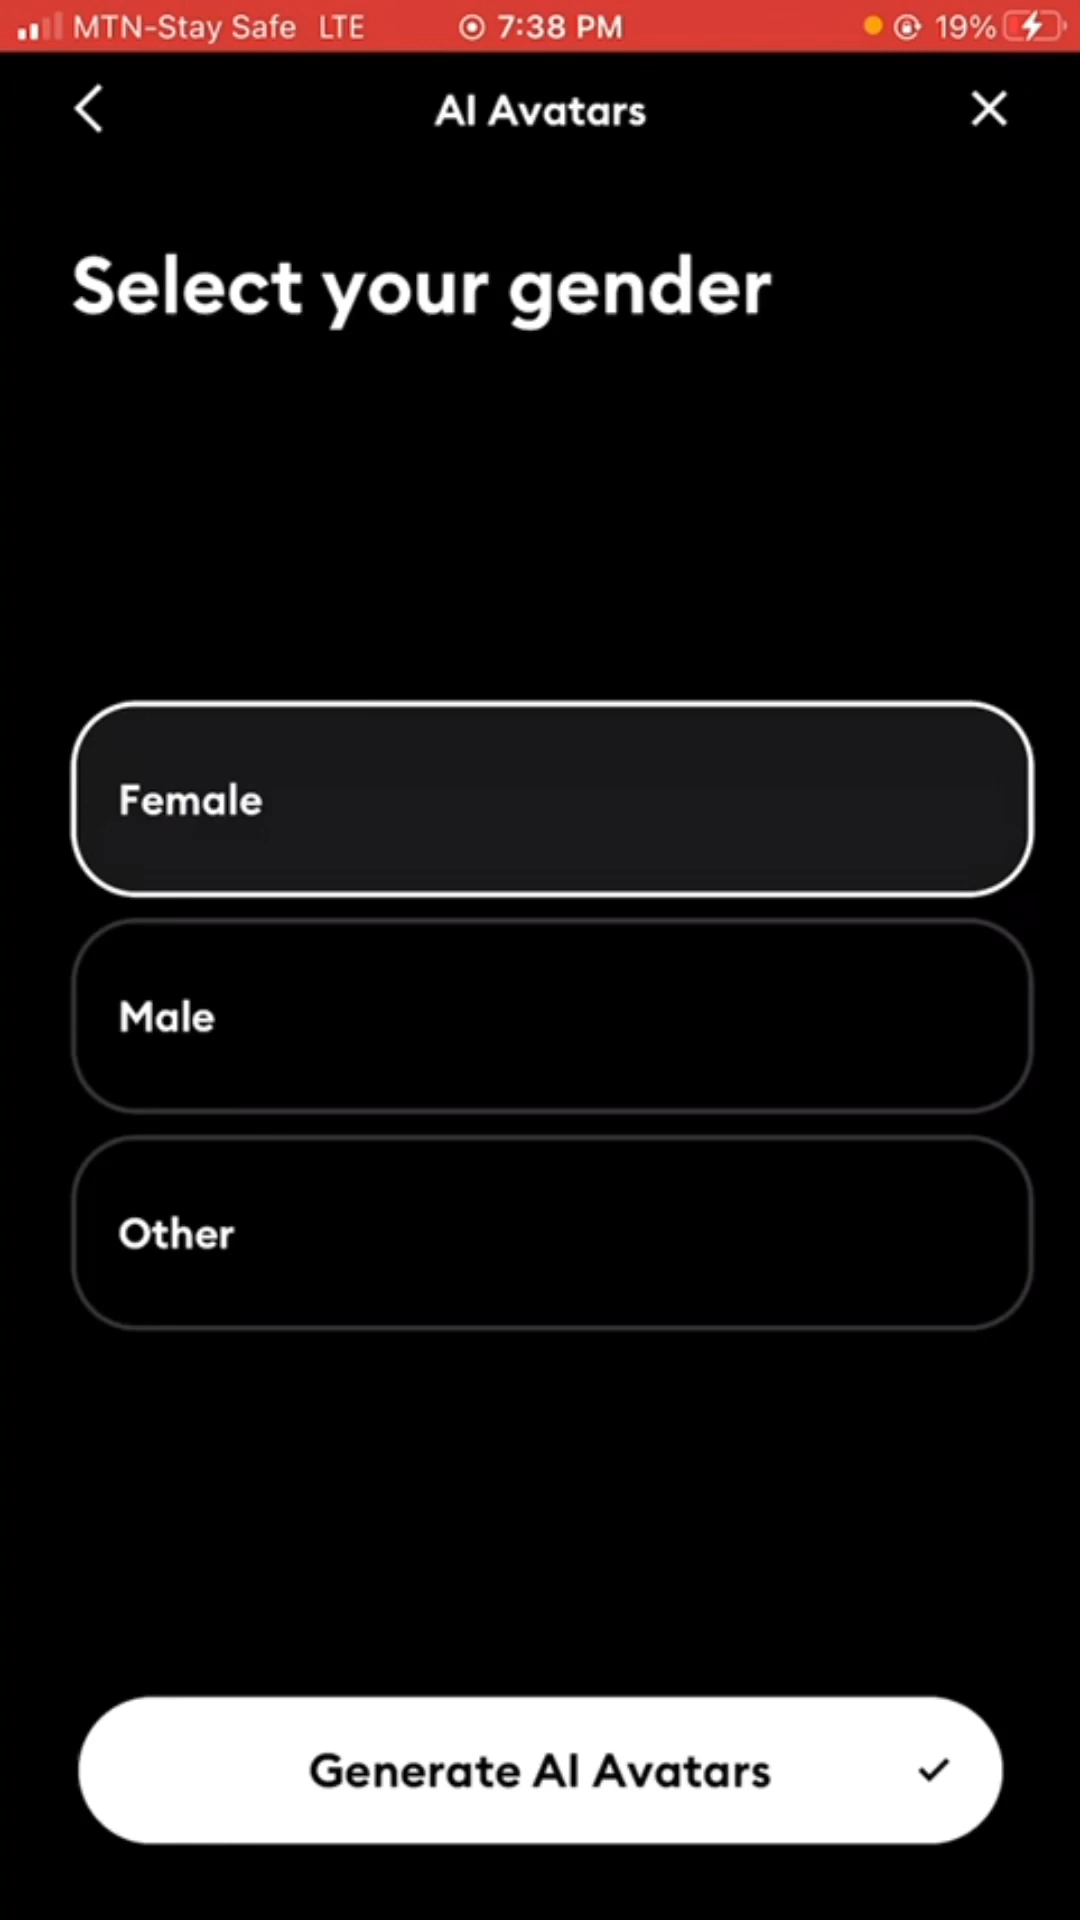 MTN-Stay Safe LTE 7:38 PM 19%
AI Avatars
Select your gender
Female
Male
Other
Generate AI Avatars